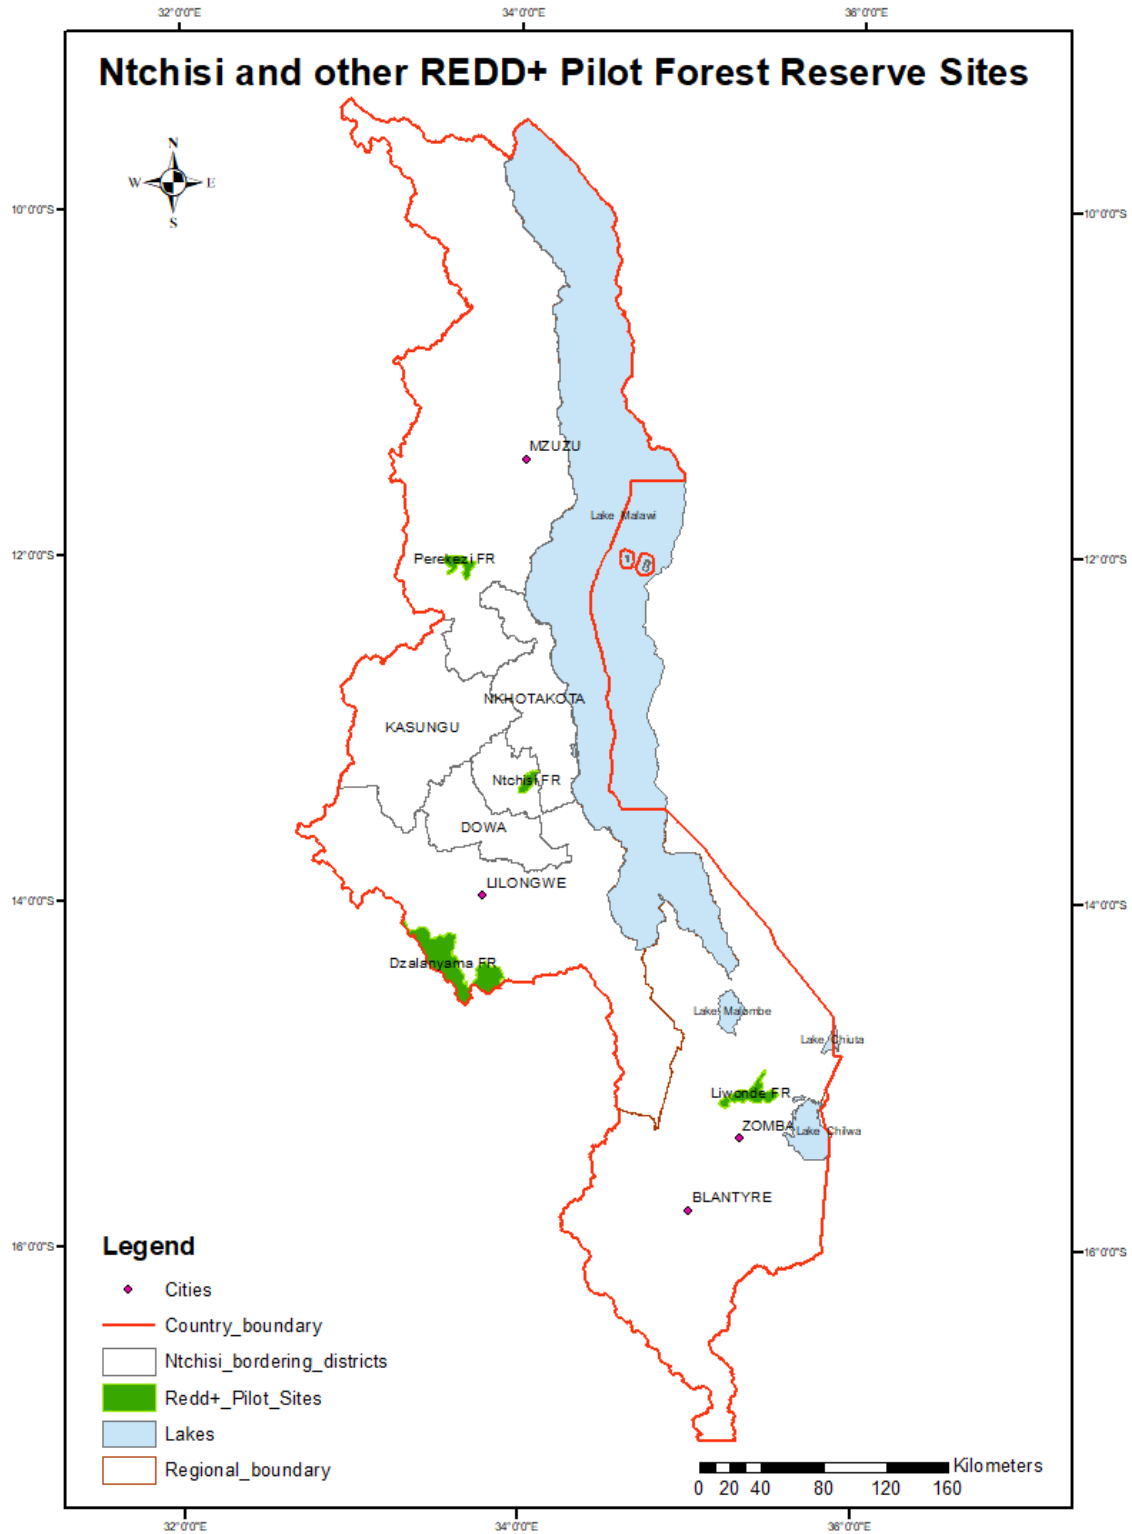 32°0'0"E 34°0'0"E 36°0'0"E
Ntchisi and other REDD+ Pilot Forest Reserve Sites
N
W E
S
10°0'0"S 10°0'0"S
MZUZU
Lake Malawi
12°0'0"S 12°0'0"S
Perekezi FR
NKHOTAKOTA
KASUNGU
Ntchisi FR
DOWA
LILONGWE
14°0'0"S 14°0'0"S
Dzalanyama FR
Lake Malombe
Lake Chiuta
Liwonde FR
ZOMBA
Lake Chilwa
BLANTYRE
16°0'0"S 16°0'0"S
Legend
Cities
Country_boundary
Ntchisi_bordering_districts
Redd+_Pilot_Sites
Lakes
Regional_boundary
Kilometers
0 20 40 80 120 160
32°0'0"E 34°0'0"E 36°0'0"E